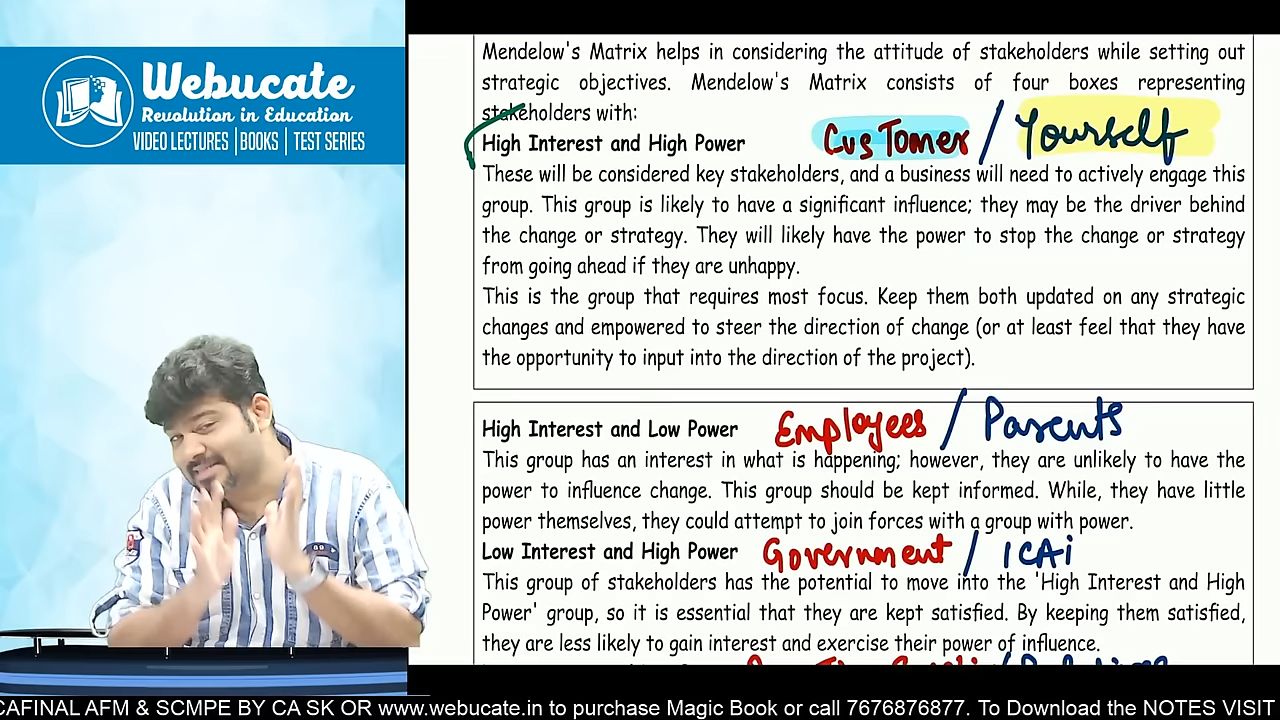 Webucate
Revolution in Education
VIDEO LECTURES | BOOKS | TEST SERIES
Mendelow's Matrix helps in considering the attitude of stakeholders while setting out
strategic objectives. Mendelow's Matrix consists of four boxes representing
stakeholders with:
High Interest and High Power CusTomer / Yourself
These will be considered key stakeholders, and a business will need to actively engage this
group. This group is likely to have a significant influence; they may be the driver behind
the change or strategy. They will likely have the power to stop the change or strategy
from going ahead if they are unhappy.
This is the group that requires most focus. Keep them both updated on any strategic
changes and empowered to steer the direction of change (or at least feel that they have
the opportunity to input into the direction of the project).
High Interest and Low Power Employees / Parents
This group has an interest in what is happening; however, they are unlikely to have the
power to influence change. This group should be kept informed. While, they have little
power themselves, they could attempt to join forces with a group with power.
Low Interest and High Power Government / ICAi
This group of stakeholders has the potential to move into the 'High Interest and High
Power' group, so it is essential that they are kept satisfied. By keeping them satisfied,
they are less likely to gain interest and exercise their power of influence.
CAFINAL AFM & SCMPE BY CA SK OR www.webucate.in to purchase Magic Book or call 7676876877. To Download the NOTES VISIT